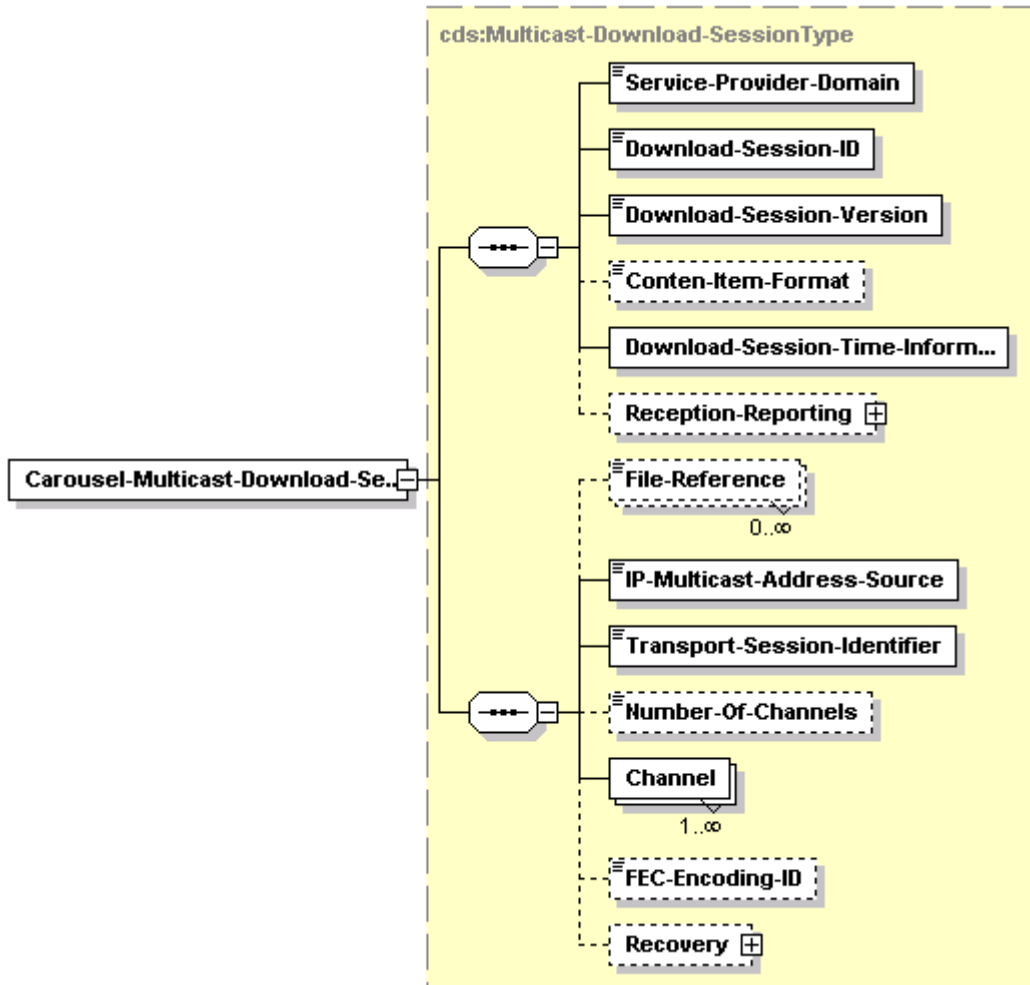 cds:Multicast-Download-SessionType
Service-Provider-Domain
Download-Session-ID
Download-Session-Version
Conten-Item-Format
Download-Session-Time-Inform...
Reception-Reporting
Carousel-Multicast-Download-Se...
File-Reference
0..∞
IP-Multicast-Address-Source
Transport-Session-Identifier
Number-Of-Channels
Channel
1..∞
FEC-Encoding-ID
Recovery